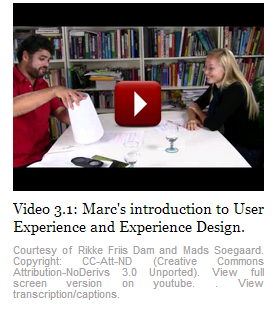 Video 3.1: Marc's introduction to User
Experience and Experience Design.
Courtesy of Rikke Friis Dam and Mads Soegaard.
Copyright: CC-Att-ND (Creative Commons
Attribution-NoDerivs 3.0 Unported). View full
screen version on youtube. . View
transcription/captions.